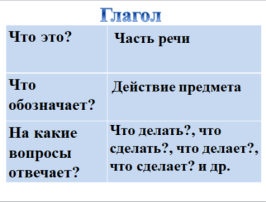 Глагол
Что это?
Часть речи
Что
обозначает?
Действие предмета
На какие
вопросы
отвечает?
Что делать?, что
сделать?, что делает?,
что сделает? и др.